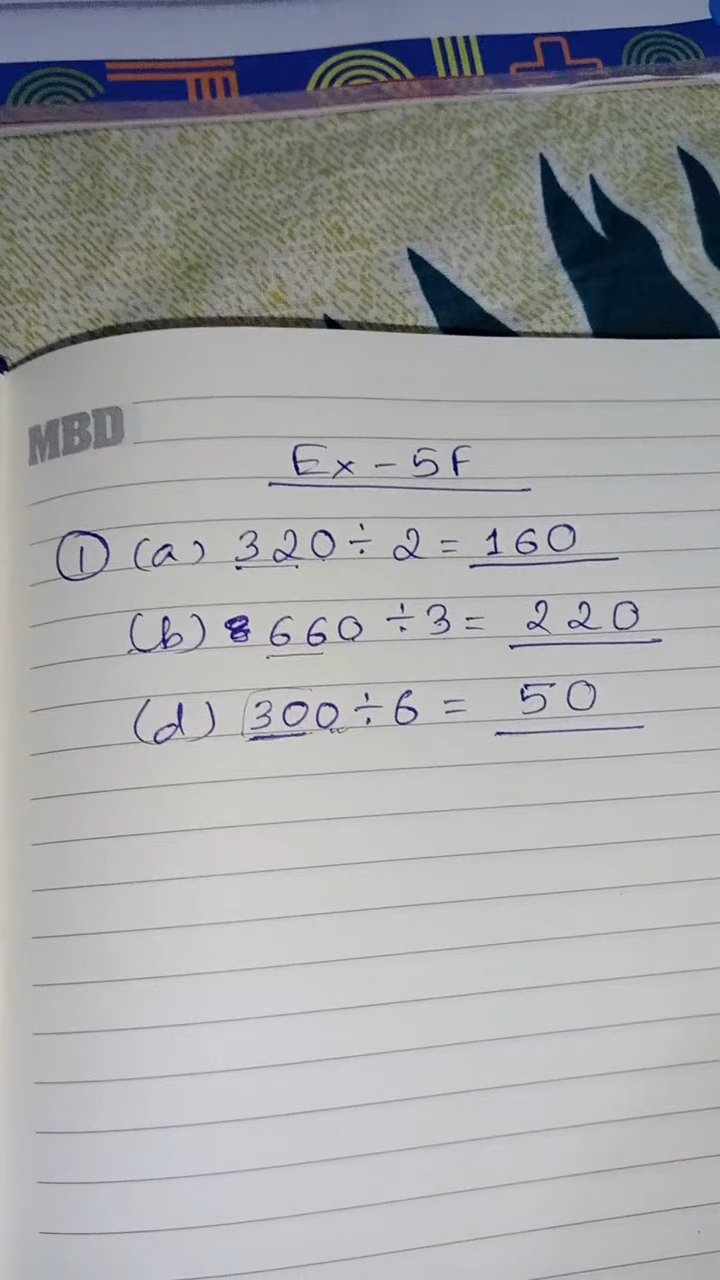 MBD
Ex - 5F
① (a) 320 ÷ 2 = 160
(b) 660 ÷ 3 = 220
(d) 300 ÷ 6 = 50